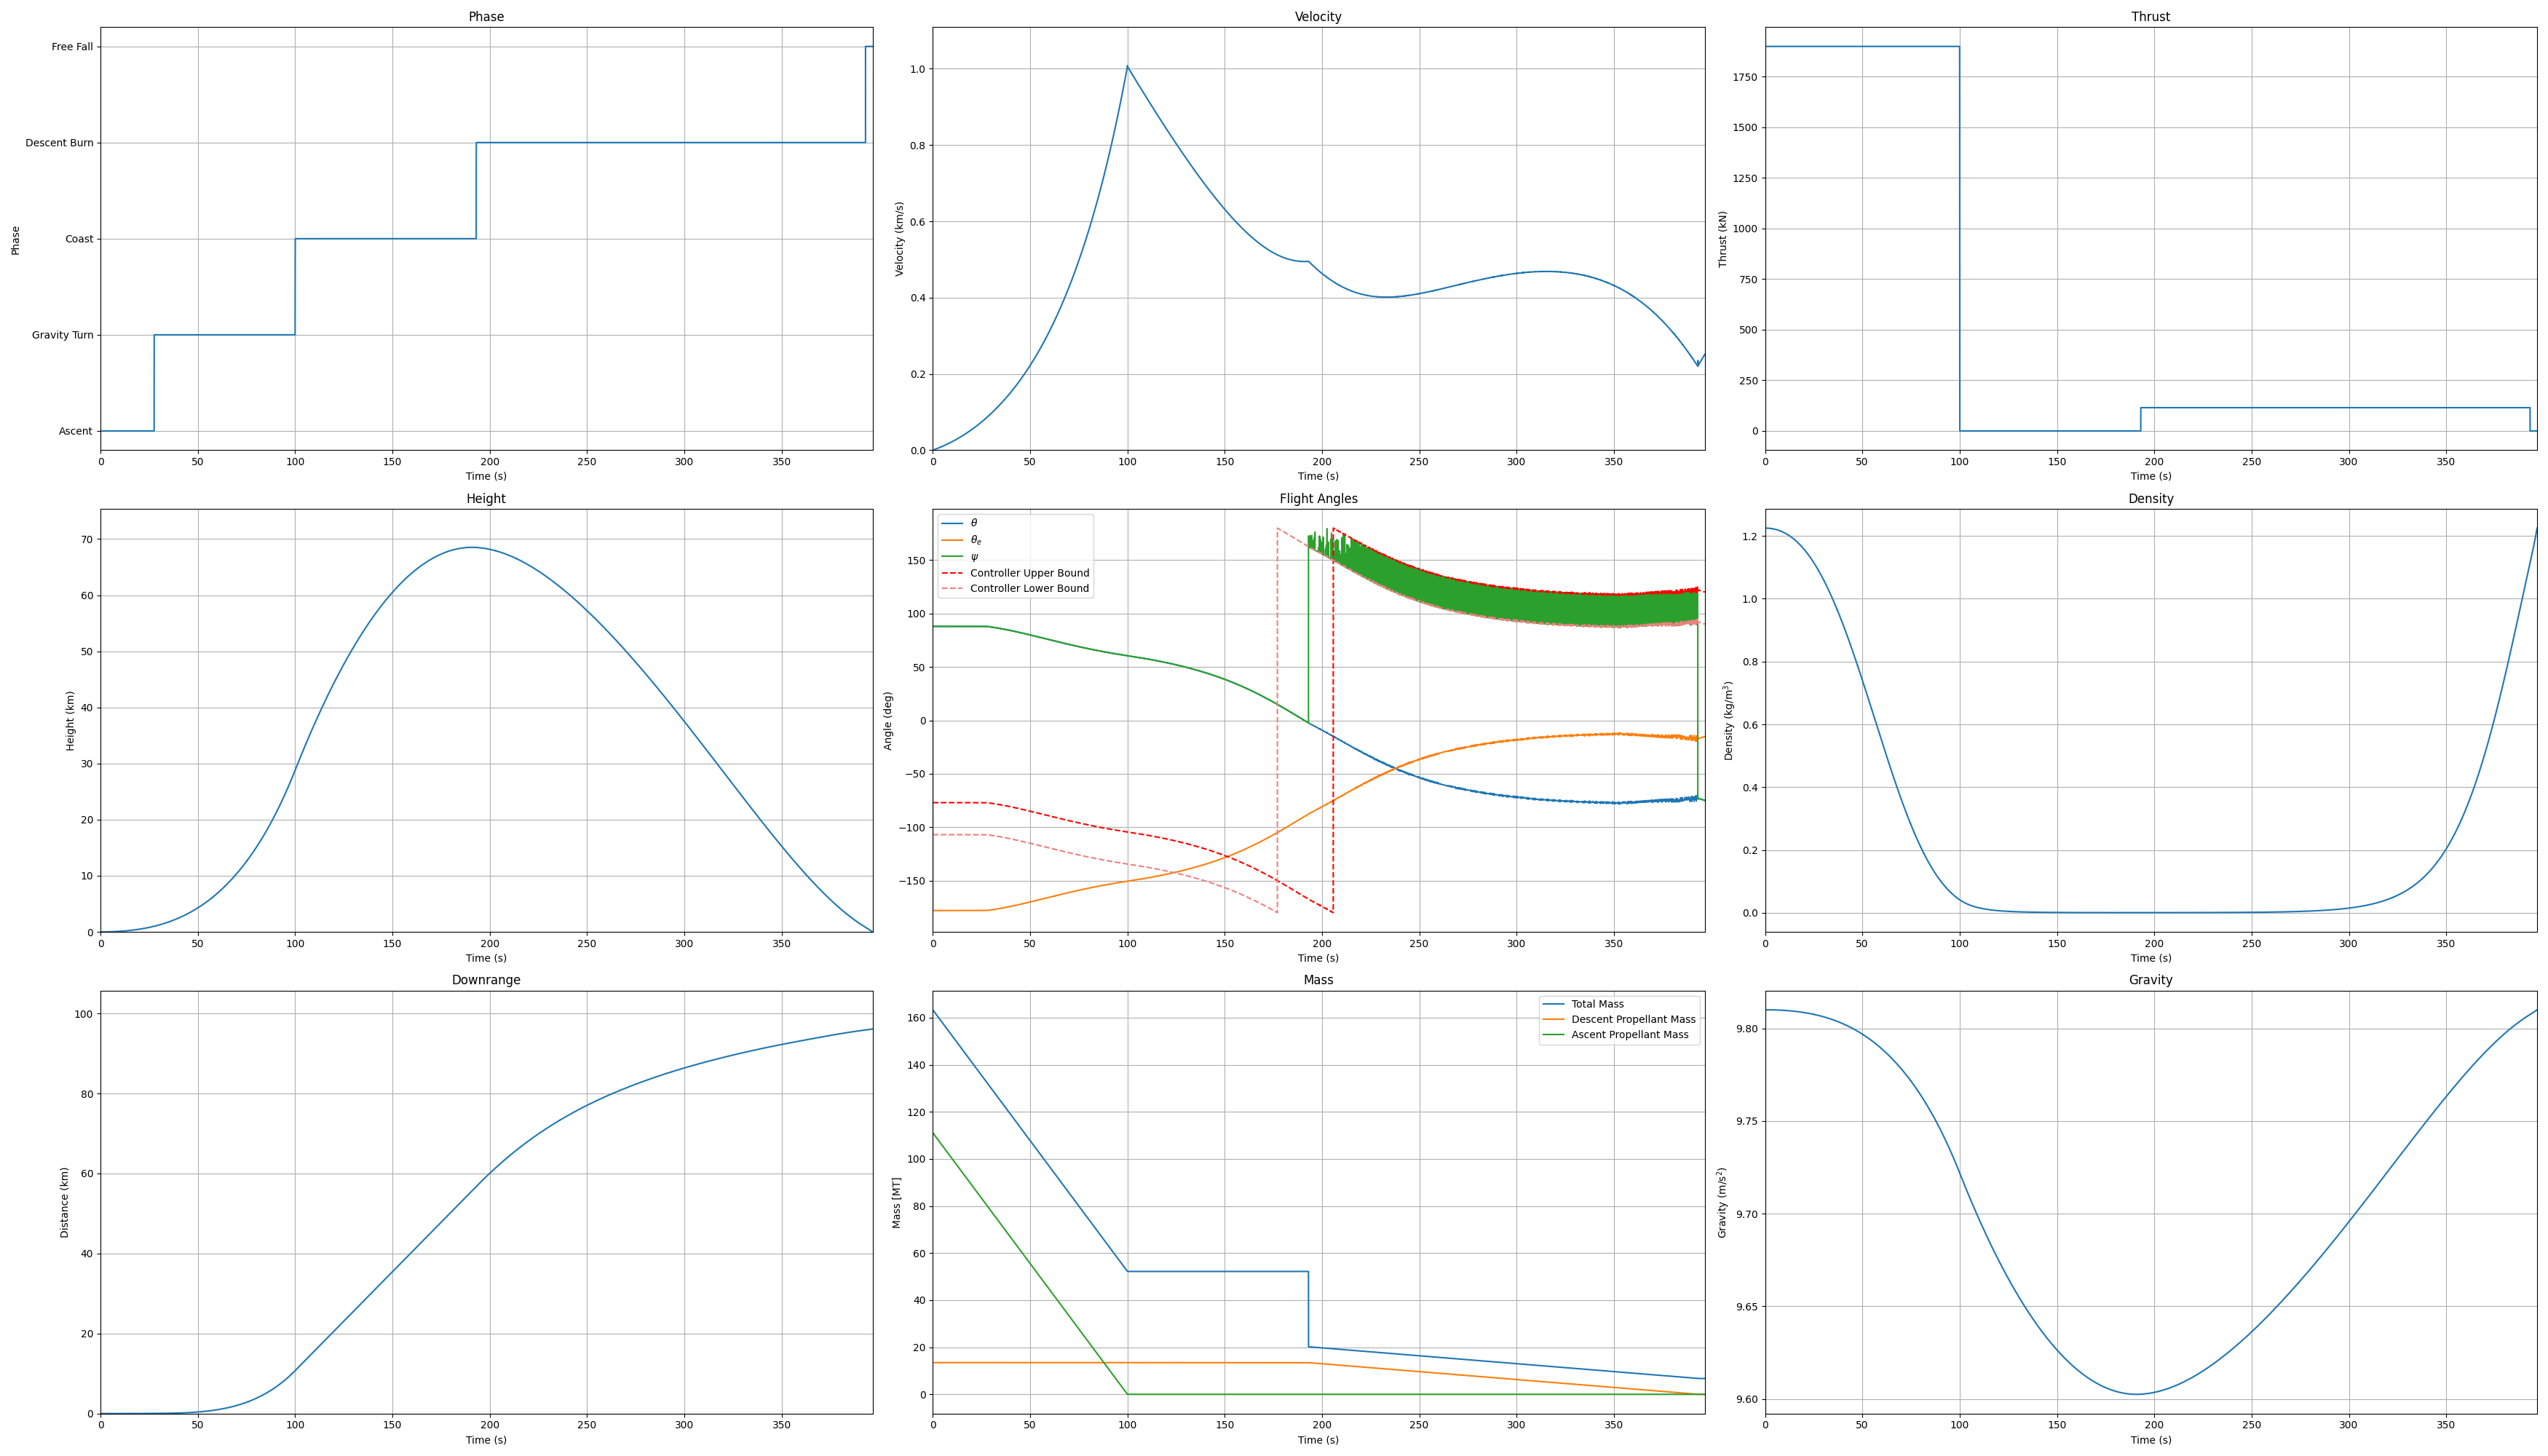 Phase
Free Fall
Descent Burn
Coast
Gravity Turn
Ascent
Phase
0 50 100 150 200 250 300 350
Time (s)
Velocity
1.0
0.8
0.6
0.4
0.2
0.0
Velocity (km/s)
0 50 100 150 200 250 300 350
Time (s)
Thrust
1750
1500
1250
1000
750
500
250
0
Thrust (kN)
0 50 100 150 200 250 300 350
Time (s)
Height
70
60
50
40
30
20
10
0
Height (km)
0 50 100 150 200 250 300 350
Time (s)
Flight Angles
θ
θe
ψ
Controller Upper Bound
Controller Lower Bound
150
100
50
0
−50
−100
−150
Angle (deg)
0 50 100 150 200 250 300 350
Time (s)
Density
1.2
1.0
0.8
0.6
0.4
0.2
0.0
Density (kg/m³)
0 50 100 150 200 250 300 350
Time (s)
Downrange
100
80
60
40
20
0
Distance (km)
0 50 100 150 200 250 300 350
Time (s)
Mass
Total Mass
Descent Propellant Mass
Ascent Propellant Mass
160
140
120
100
80
60
40
20
0
Mass [MT]
0 50 100 150 200 250 300 350
Time (s)
Gravity
9.80
9.75
9.70
9.65
9.60
Gravity (m/s²)
0 50 100 150 200 250 300 350
Time (s)